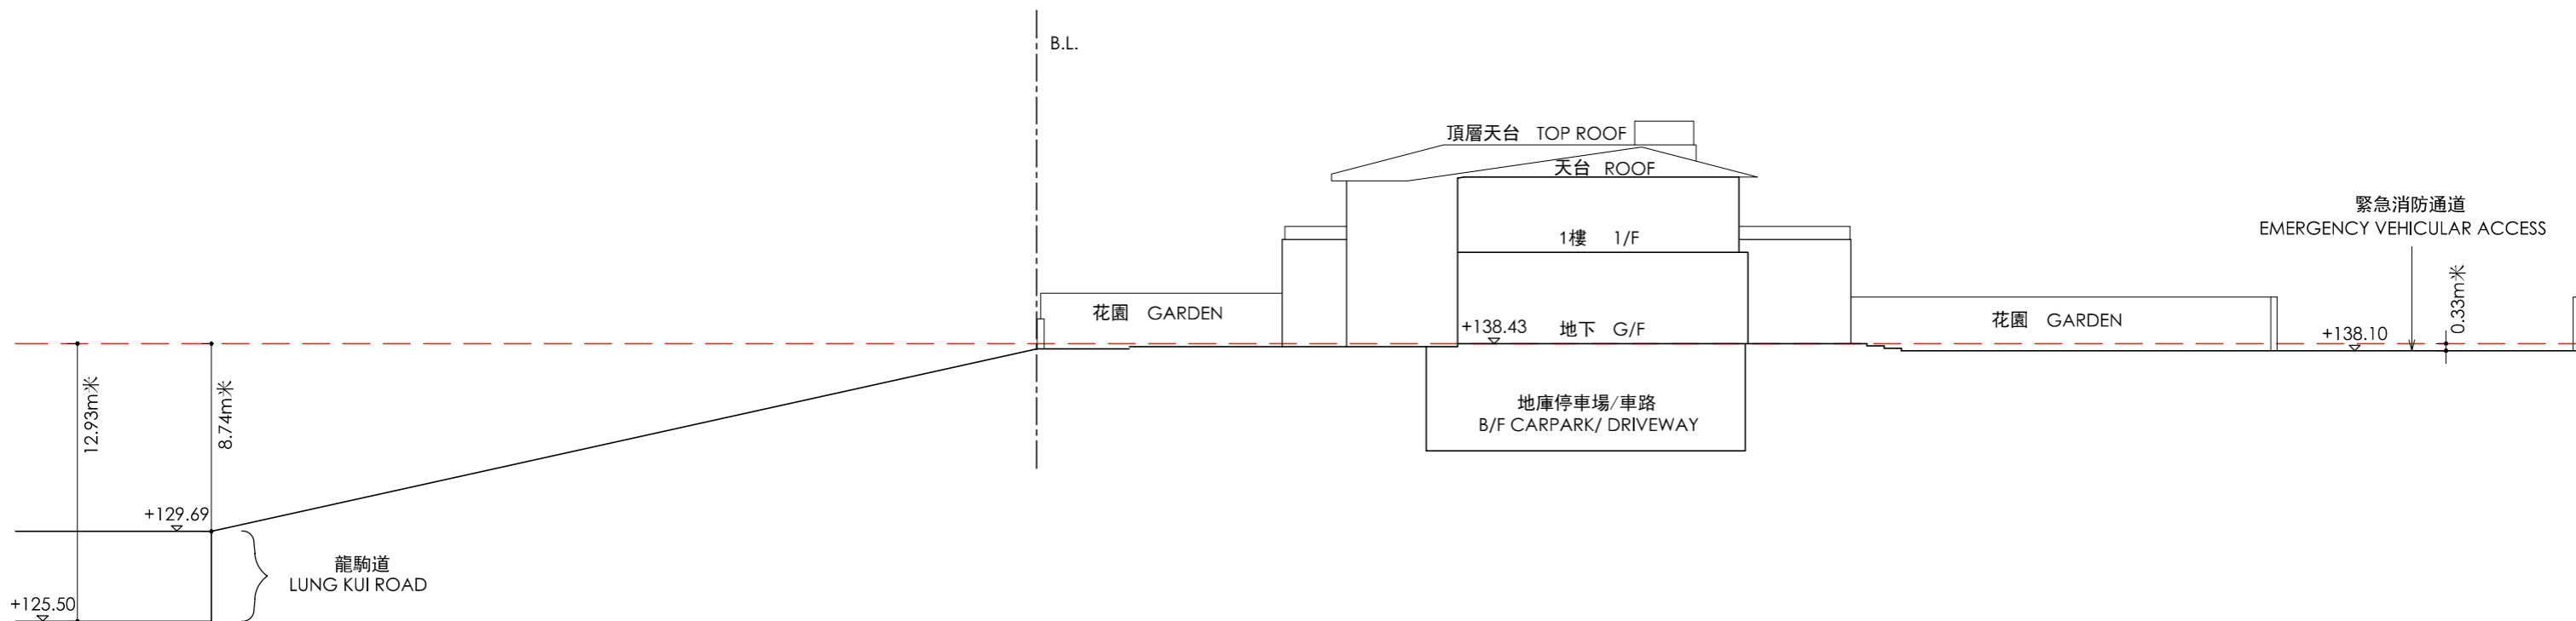 B.L.
頂層天台 TOP ROOF
天台 ROOF
緊急消防通道
EMERGENCY VEHICULAR ACCESS
1樓 1/F
0.33m米
花園 GARDEN
+138.43 地下 G/F
花園 GARDEN
+138.10
12.93m米
8.74m米
地庫停車場/車路
B/F CARPARK/ DRIVEWAY
+129.69
龍駒道
LUNG KUI ROAD
+125.50